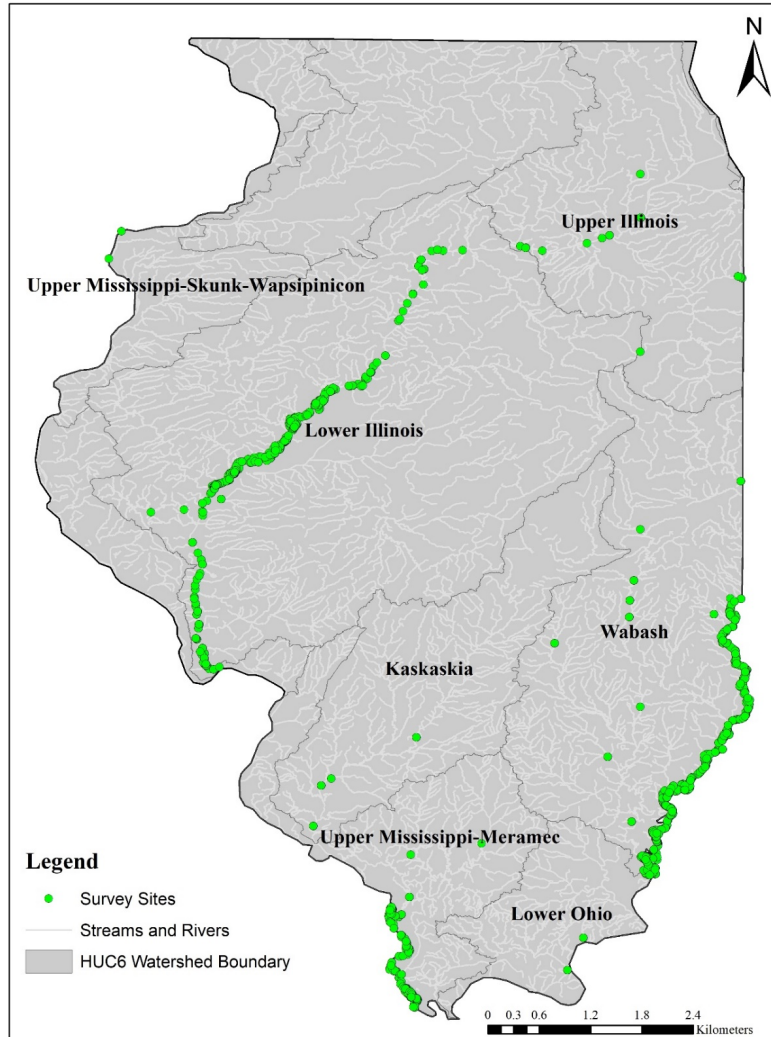 N
Upper Illinois
Upper Mississippi-Skunk-Wapsipinicon
Lower Illinois
Wabash
Kaskaskia
Upper Mississippi-Meramec
Lower Ohio
Legend
Survey Sites
Streams and Rivers
HUC6 Watershed Boundary
0 0.3 0.6 1.2 1.8 2.4
Kilometers